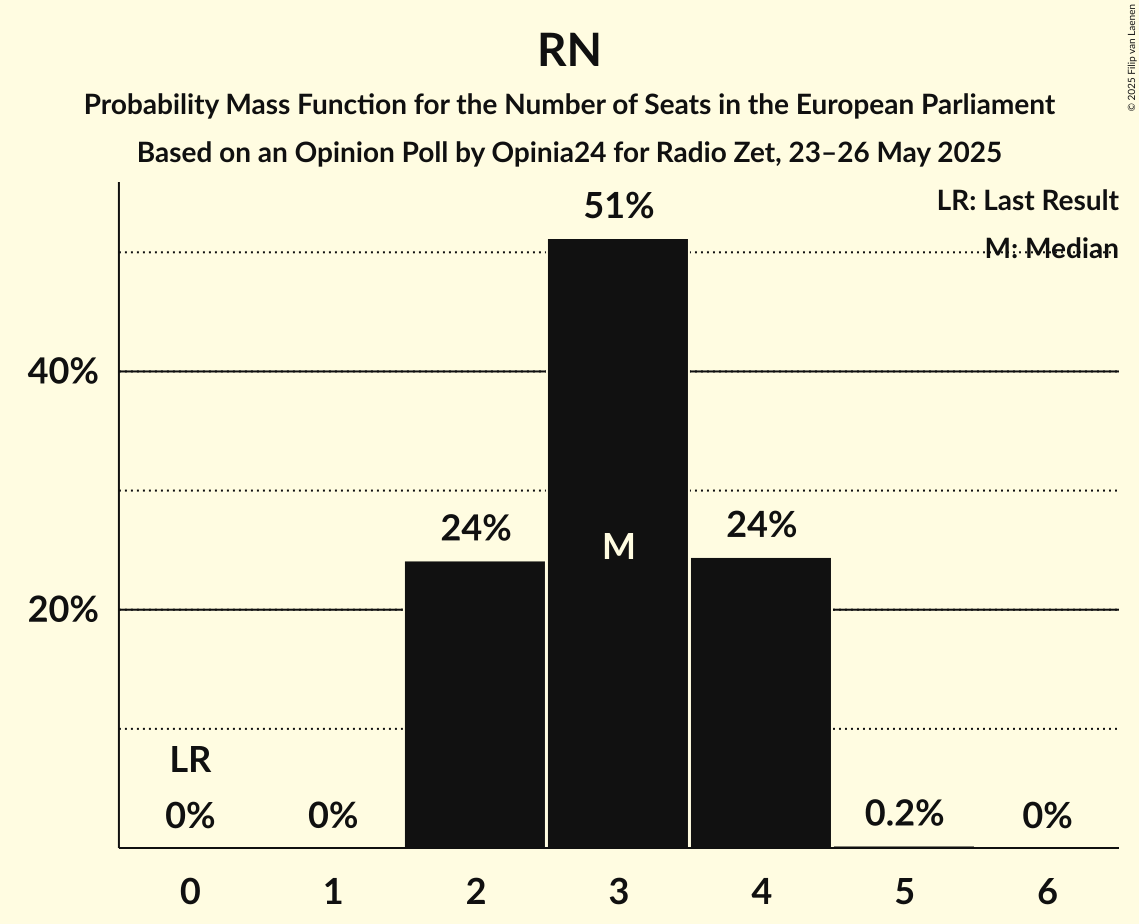 RN
Probability Mass Function for the Number of Seats in the European Parliament
Based on an Opinion Poll by Opinia24 for Radio Zet, 23–26 May 2025
© 2025 Filip van Laenen
LR: Last Result
M: Median
51%
40%
24%
M
24%
20%
LR
0%
0%
0.2%
0%
0 1 2 3 4 5 6